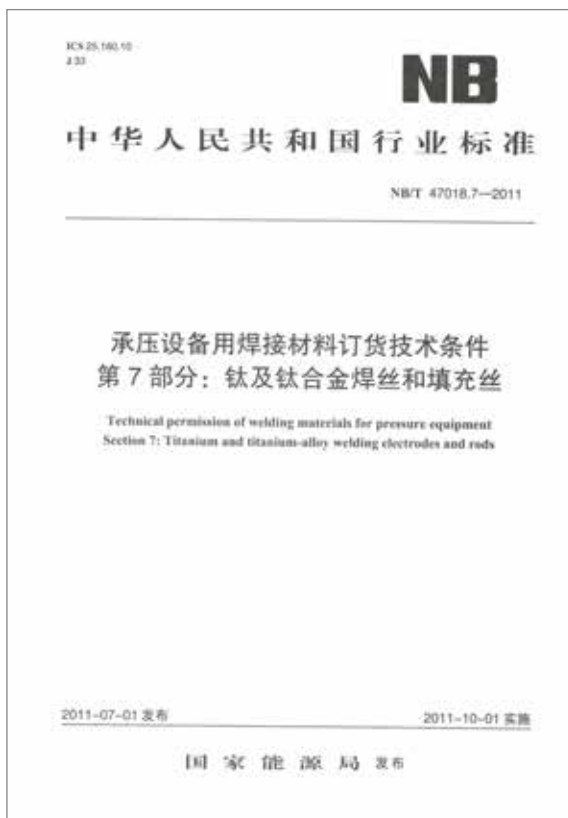 ICS 25.160.10
J 33
NB
中华人民共和国行业标准
NB/T 47018.7—2011
承压设备用焊接材料订货技术条件
第 7 部分：钛及钛合金焊丝和填充丝
Technical permission of welding materials for pressure equipment
Section 7: Titanium and titanium-alloy welding electrodes and rods
2011-07-01 发布
2011-10-01 实施
国家能源局 发布